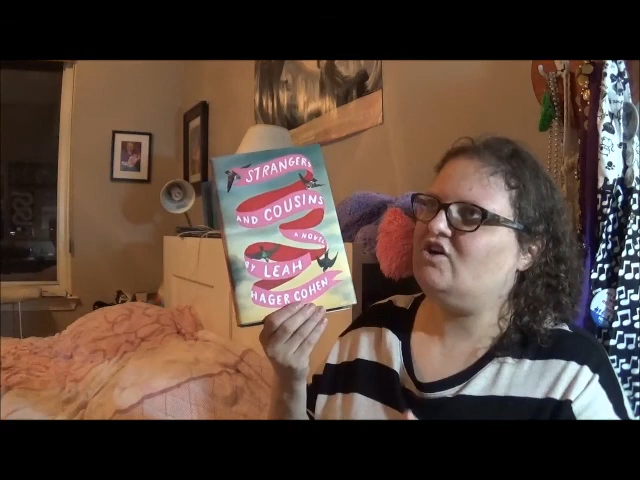 STRANGERS
AND COUSINS
A NOVEL
BY LEAH
HAGER COHEN